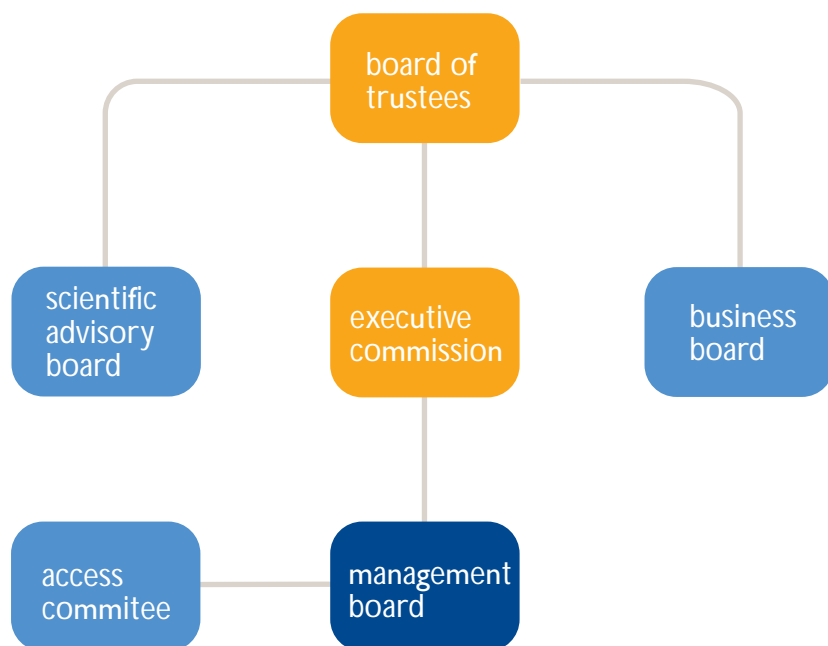 board of
trustees
scientific
advisory
board
executive
commission
business
board
access
commitee
management
board